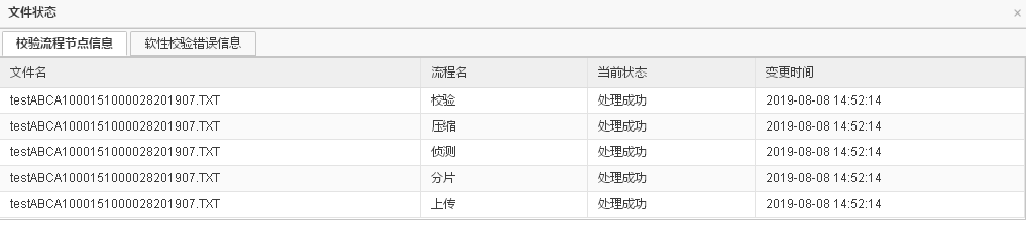 文件状态 ×
校验流程节点信息 软性校验错误信息
文件名 流程名 当前状态 变更时间
testABCA1000151000028201907.TXT 校验 处理成功 2019-08-08 14:52:14
testABCA1000151000028201907.TXT 压缩 处理成功 2019-08-08 14:52:14
testABCA1000151000028201907.TXT 侦测 处理成功 2019-08-08 14:52:14
testABCA1000151000028201907.TXT 分片 处理成功 2019-08-08 14:52:14
testABCA1000151000028201907.TXT 上传 处理成功 2019-08-08 14:52:14